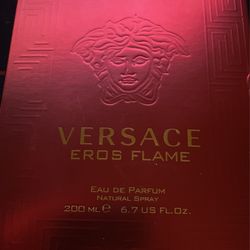 VERSACE
EROS FLAME
EAU DE PARFUM
NATURAL SPRAY
200 ML ℮ 6.7 US FL.OZ.